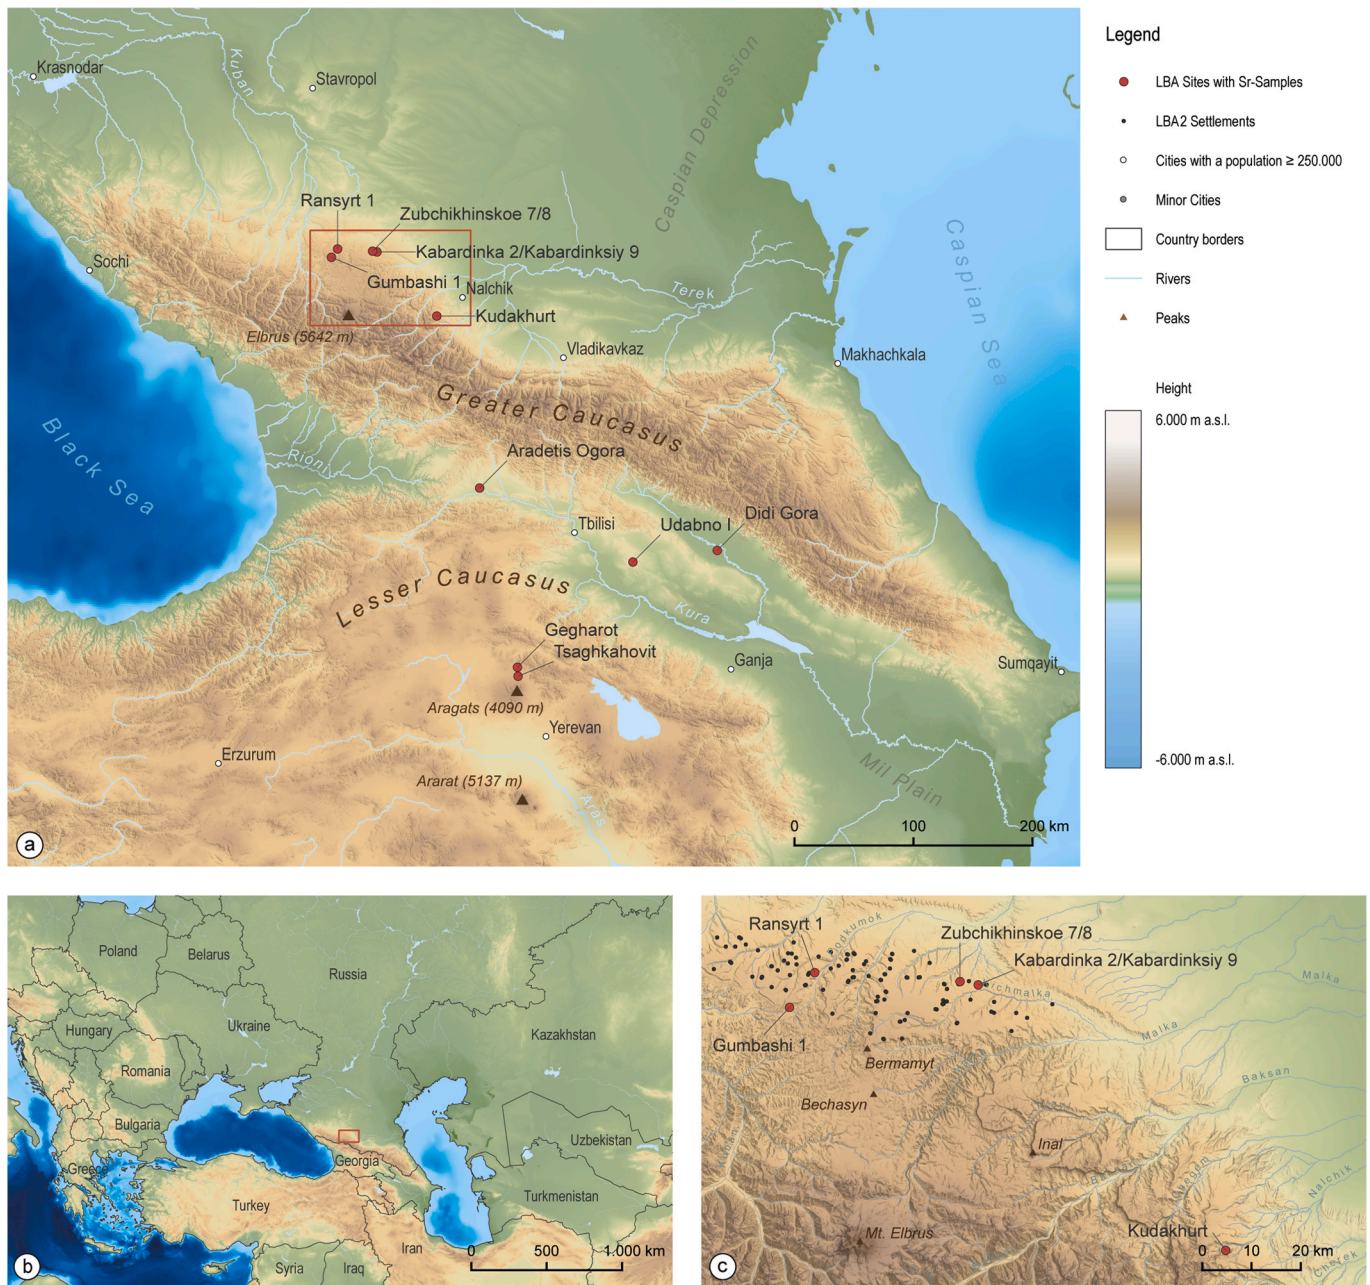 Krasnodar
Kuban
Stavropol
Caspian Depression
Ransyrt 1
Zubchikhinskoe 7/8
Kabardinka 2/Kabardinksiy 9
Gumbashi 1
Nalchik
Kudakhurt
Elbrus (5642 m)
Sochi
Terek
Vladikavkaz
Makhachkala
Caspian Sea
Greater Caucasus
Black Sea
Rioni
Aradetis Ogora
Tbilisi
Udabno I
Didi Gora
Lesser Caucasus
Kura
Gegharot
Tsaghkahovit
Ganja
Sumqayit
Aragats (4090 m)
Yerevan
Erzurum
Ararat (5137 m)
Aras
Mil Plain
0 100 200 km
a
Legend
LBA Sites with Sr-Samples
LBA2 Settlements
Cities with a population ≥ 250.000
Minor Cities
Country borders
Rivers
Peaks
Height
6.000 m a.s.l.
-6.000 m a.s.l.
Poland
Belarus
Russia
Ukraine
Hungary
Kazakhstan
Romania
Bulgaria
Georgia
Uzbekistan
Greece
Turkey
Turkmenistan
Iran
Syria
Iraq
0 500 1.000 km
b
Ransyrt 1
Podkumok
Zubchikhinskoe 7/8
Kabardinka 2/Kabardinksiy 9
Malka
Gumbashi 1
Malka
Bermamyt
Baksan
Bechasyn
Inal
Nalchik
Kudakhurt
Mt. Elbrus
0 10 20 km
Cherek
c